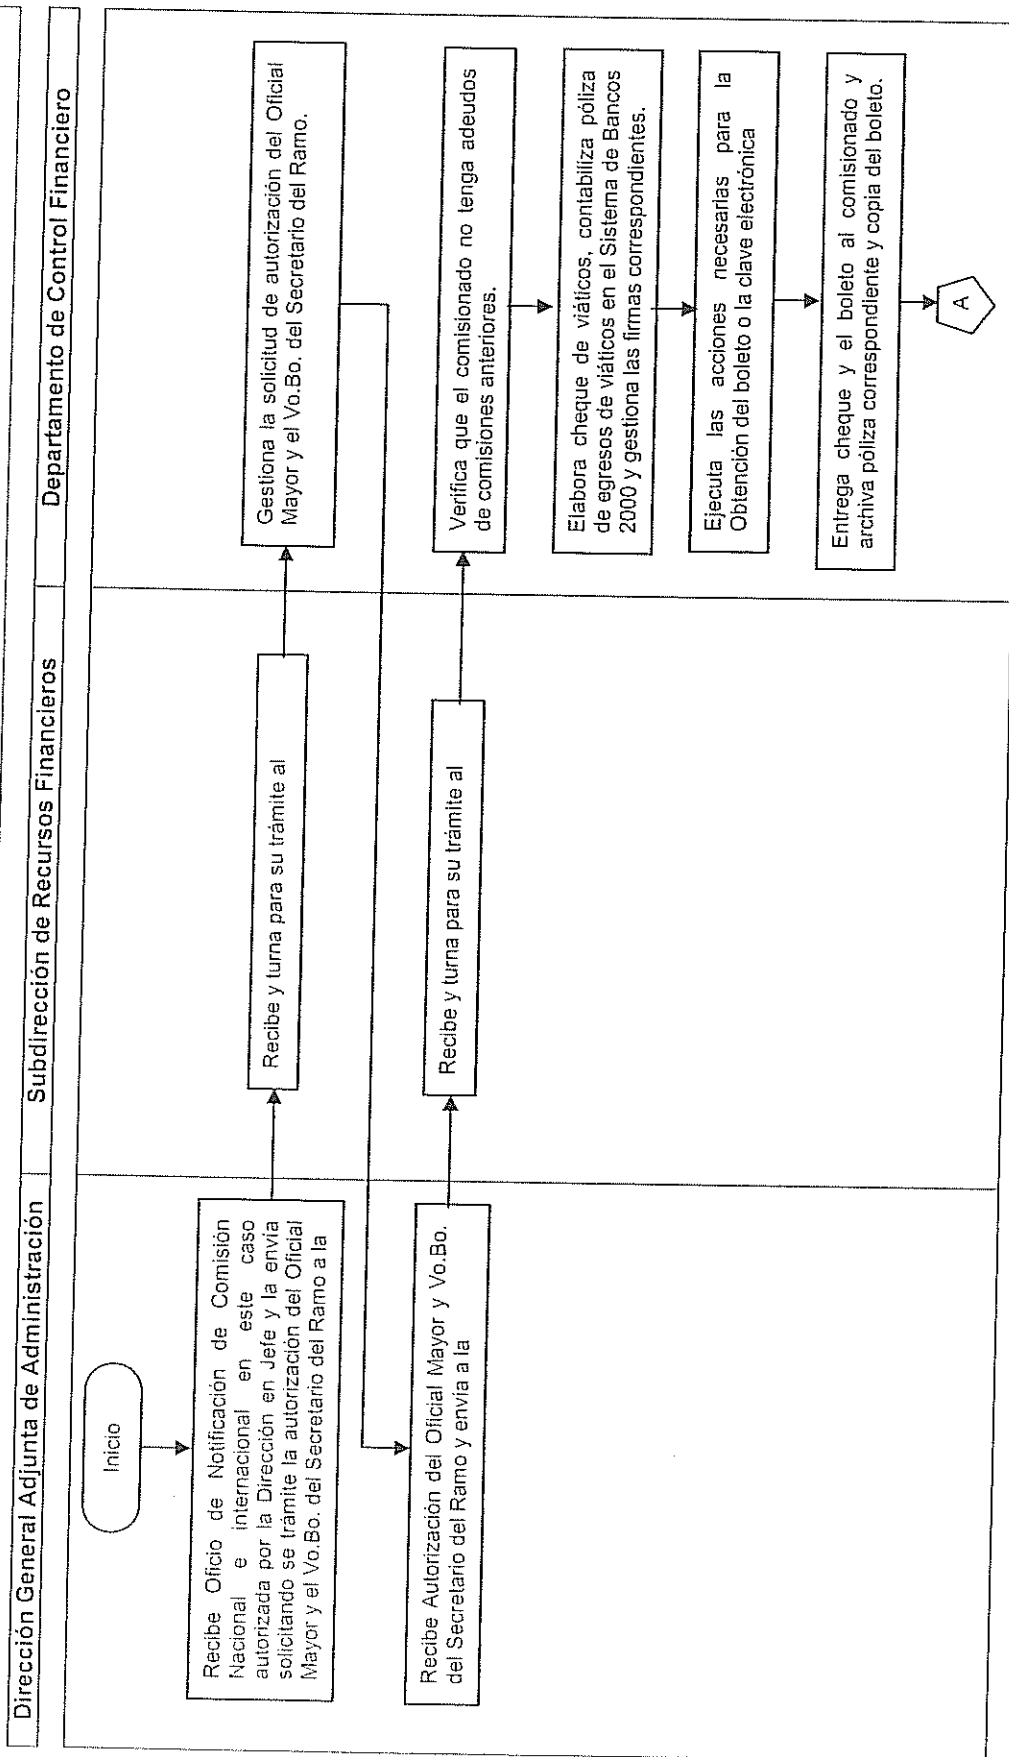 Dirección General Adjunta de Administración
Subdirección de Recursos Financieros
Departamento de Control Financiero
Inicio
Recibe Oficio de Notificación de Comisión
Nacional e internacional en este caso
autorizada por la Dirección en Jefe y la envía
solicitando se trámite la autorización del Oficial
Mayor y el Vo.Bo. del Secretario del Ramo a la
Recibe y turna para su trámite al
Gestiona la solicitud de autorización del Oficial
Mayor y el Vo.Bo. del Secretario del Ramo.
Recibe Autorización del Oficial Mayor y Vo.Bo.
del Secretario del Ramo y envía a la
Recibe y turna para su trámite al
Verifica que el comisionado no tenga adeudos
de comisiones anteriores.
Elabora cheque de viáticos, contabiliza póliza
de egresos de viáticos en el Sistema de Bancos
2000 y gestiona las firmas correspondientes.
Ejecuta las acciones necesarias para la
Obtención del boleto o la clave electrónica
Entrega cheque y el boleto al comisionado y
archiva póliza correspondiente y copia del boleto.
A